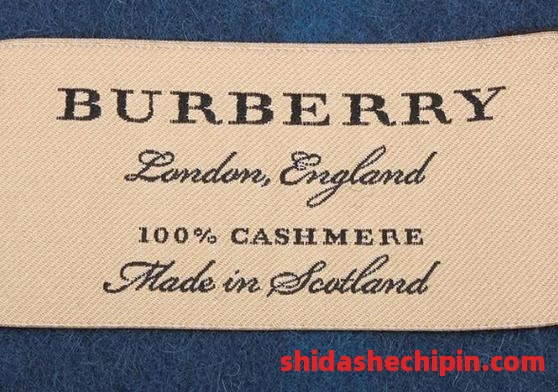 BURBERRY
London, England
100% CASHMERE
Made in Scotland
shidashechipin.com